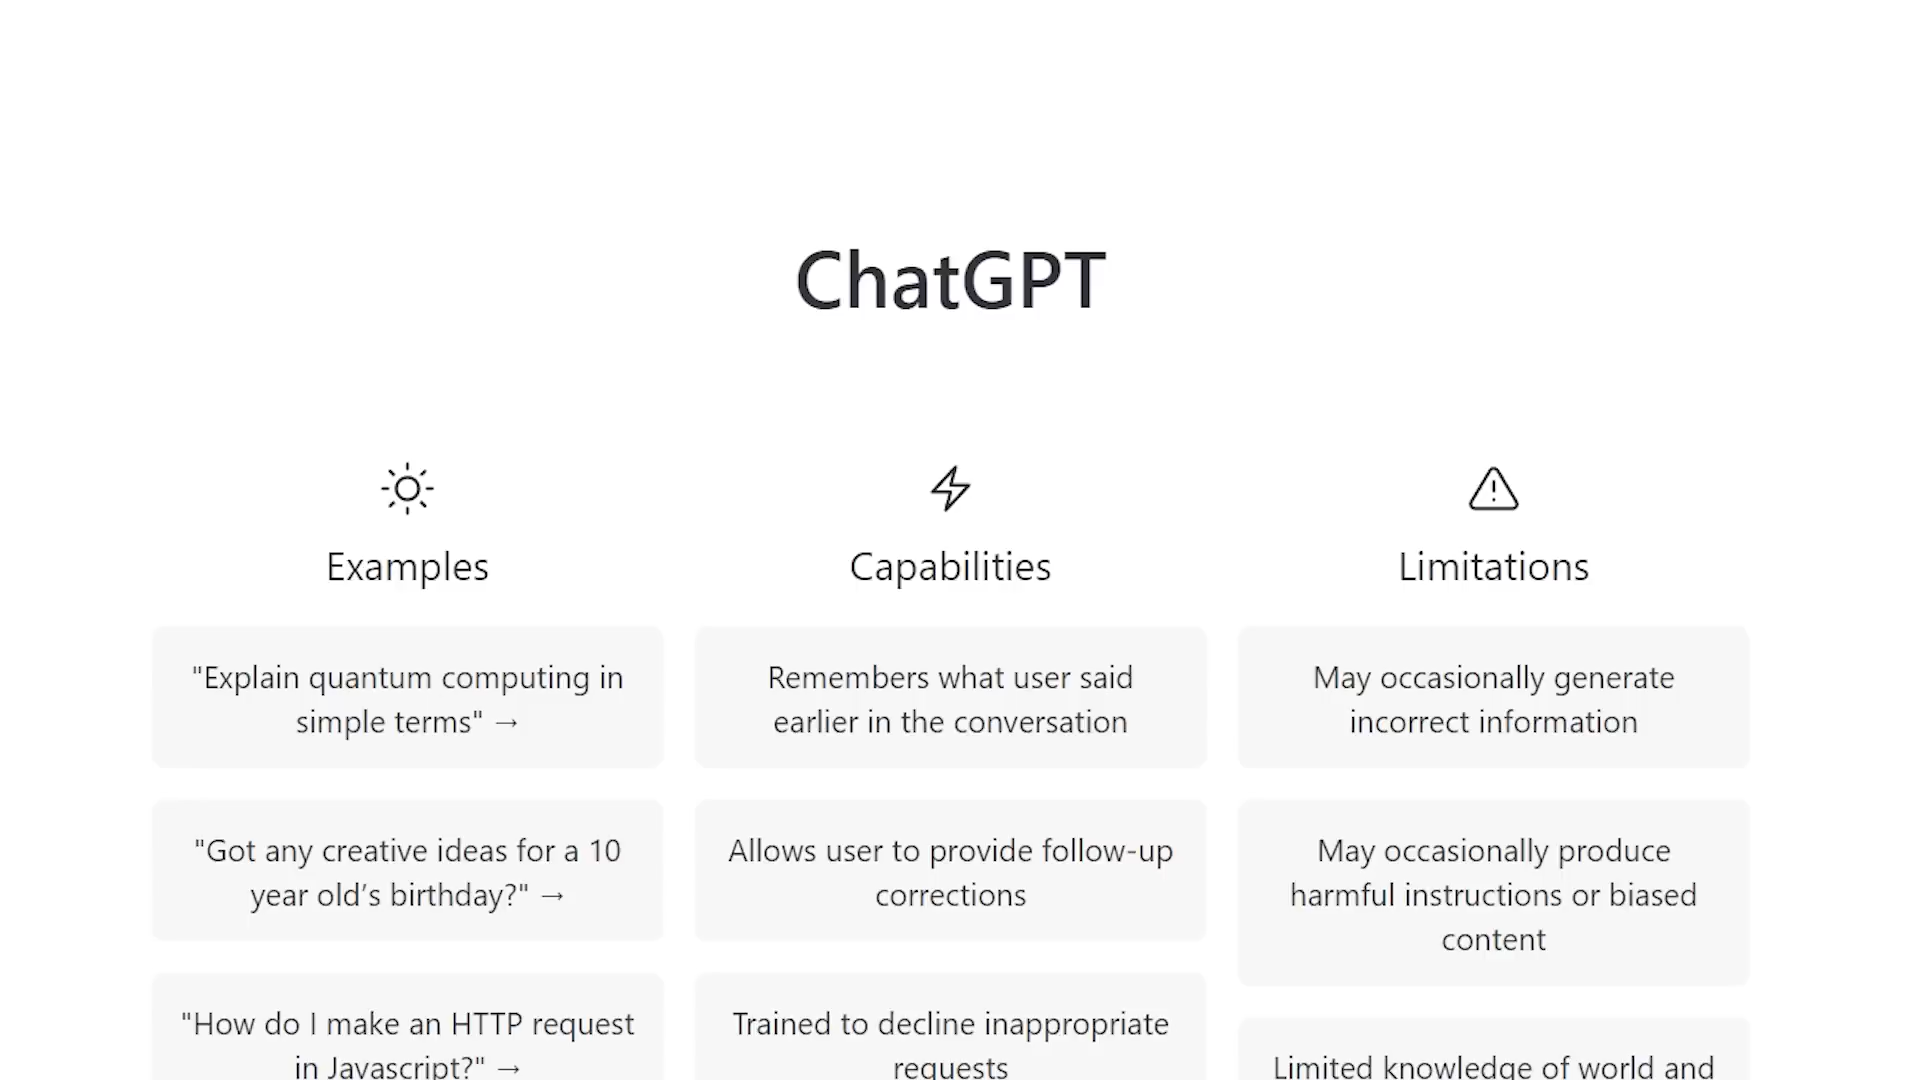 ChatGPT
Examples
"Explain quantum computing in
simple terms" →
"Got any creative ideas for a 10
year old’s birthday?" →
"How do I make an HTTP request
in Javascript?" →
Capabilities
Remembers what user said
earlier in the conversation
Allows user to provide follow-up
corrections
Trained to decline inappropriate
requests
Limitations
May occasionally generate
incorrect information
May occasionally produce
harmful instructions or biased
content
Limited knowledge of world and